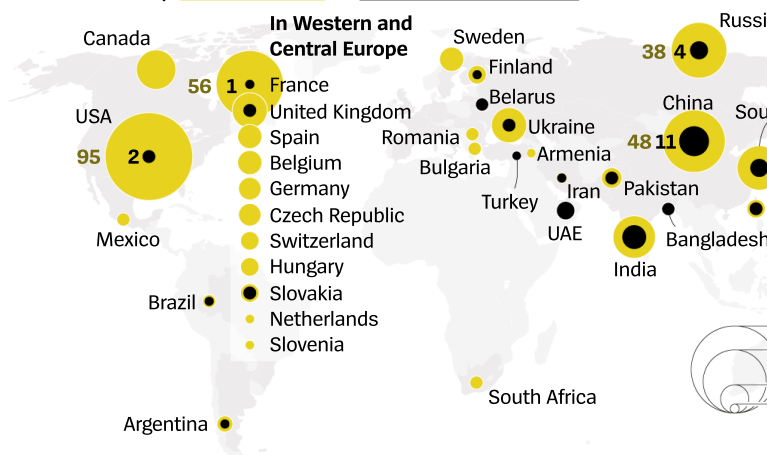 In Western and
Central Europe
Canada
56 1 France
United Kingdom
Spain
Belgium
Germany
Czech Republic
Switzerland
Hungary
Slovakia
Netherlands
Slovenia
USA
95 2
Mexico
Brazil
Argentina
Sweden
Finland
Belarus
Ukraine
Romania
Bulgaria
Armenia
Turkey
Iran
UAE
Pakistan
Bangladesh
India
South Africa
Russi
38 4
China
48 11
Sou